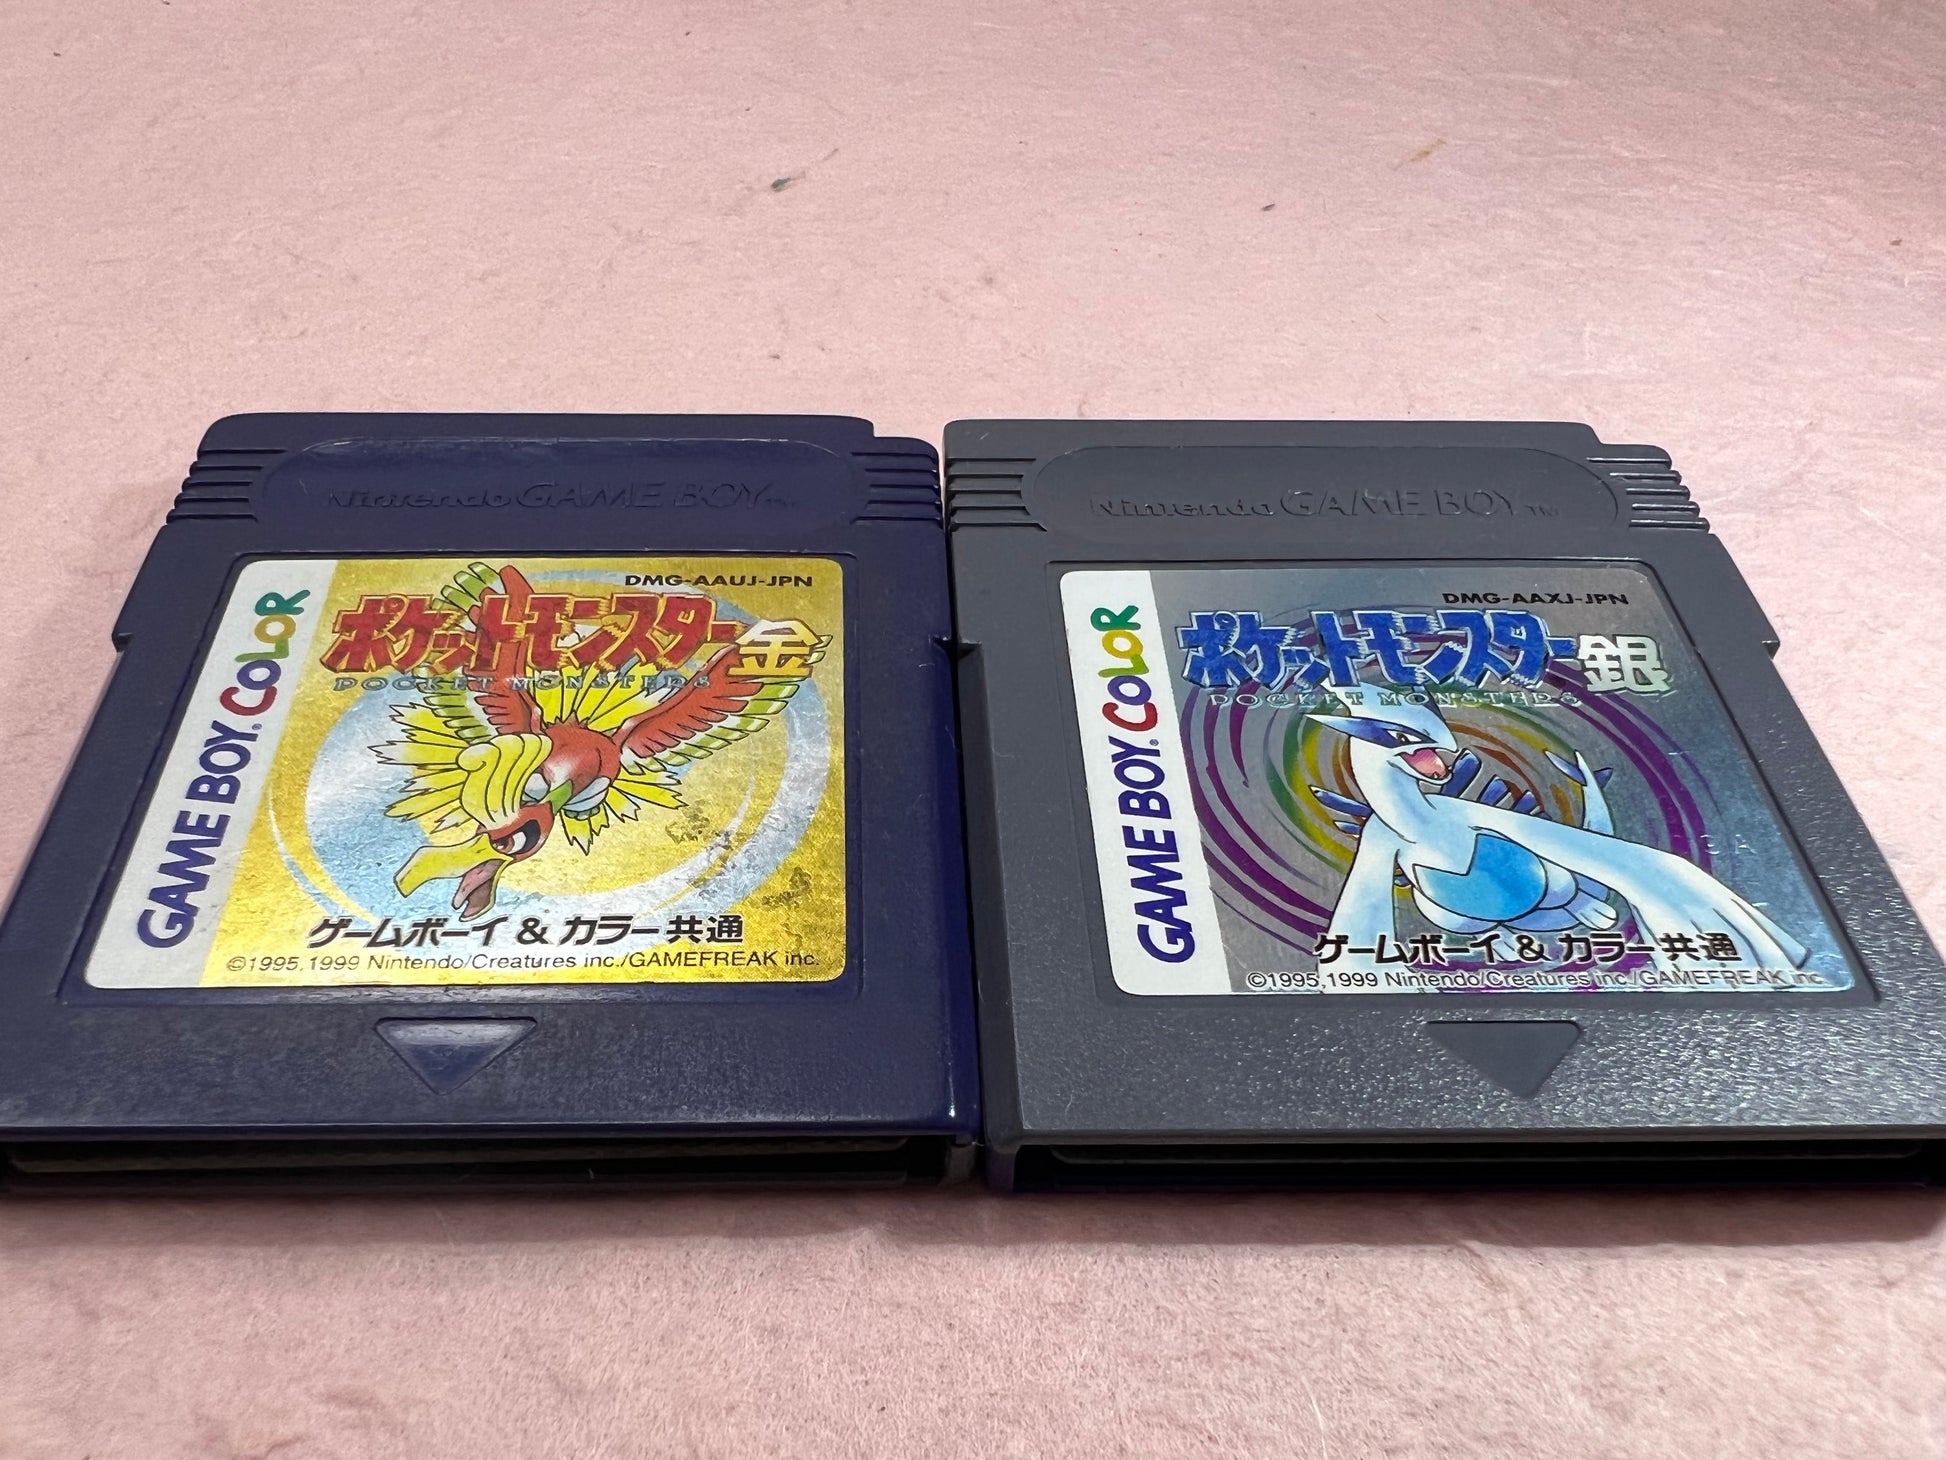 Nintendo GAME BOY™
DMG-AAUJ-JPN
ポケットモンスター金
POCKET MONSTERS
GAME BOY. COLOR
ゲームボーイ & カラー共通
©1995,1999 Nintendo/Creatures inc./GAMEFREAK inc.
Nintendo GAME BOY™
DMG-AAXJ-JPN
ポケットモンスター銀
POCKET MONSTERS
GAME BOY. COLOR
ゲームボーイ & カラー共通
©1995,1999 Nintendo/Creatures inc./GAMEFREAK inc.